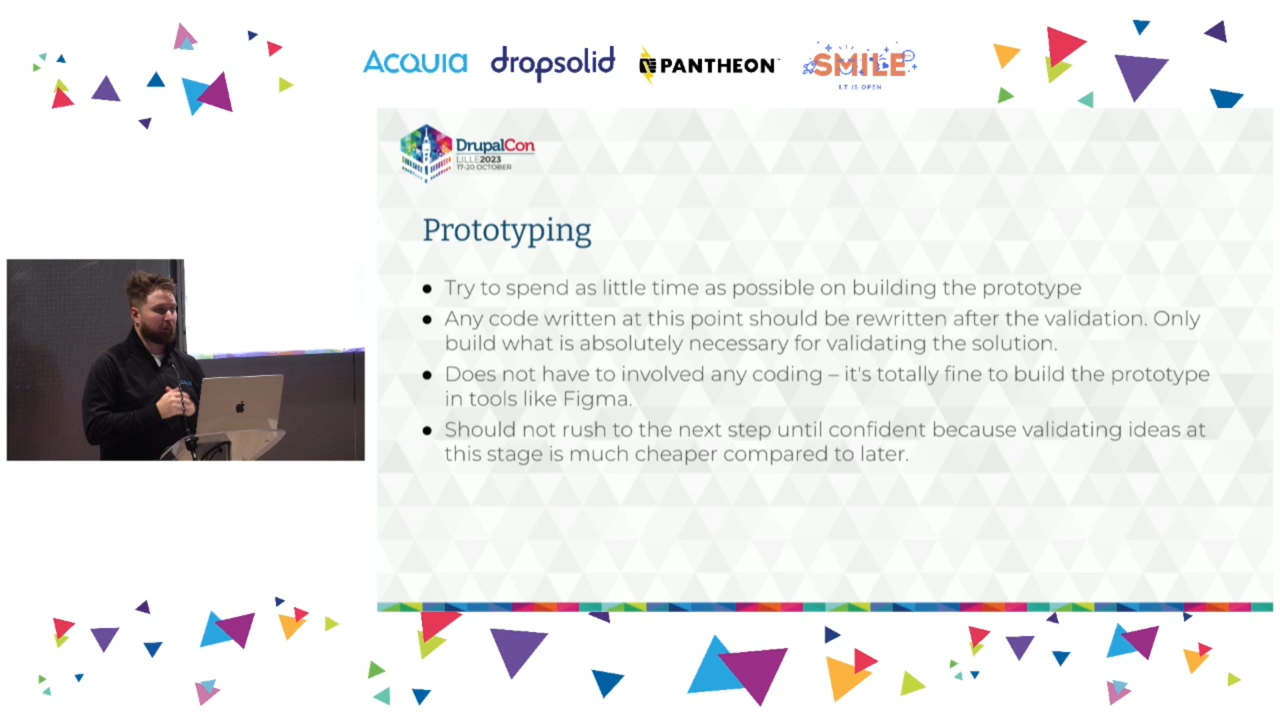 ACQUIA dropsolid PANTHEON SMILE
I.T IS OPEN
DrupalCon
LILLE2023
17-20 OCTOBER
Prototyping
• Try to spend as little time as possible on building the prototype
• Any code written at this point should be rewritten after the validation. Only
build what is absolutely necessary for validating the solution.
• Does not have to involved any coding – it's totally fine to build the prototype
in tools like Figma.
• Should not rush to the next step until confident because validating ideas at
this stage is much cheaper compared to later.